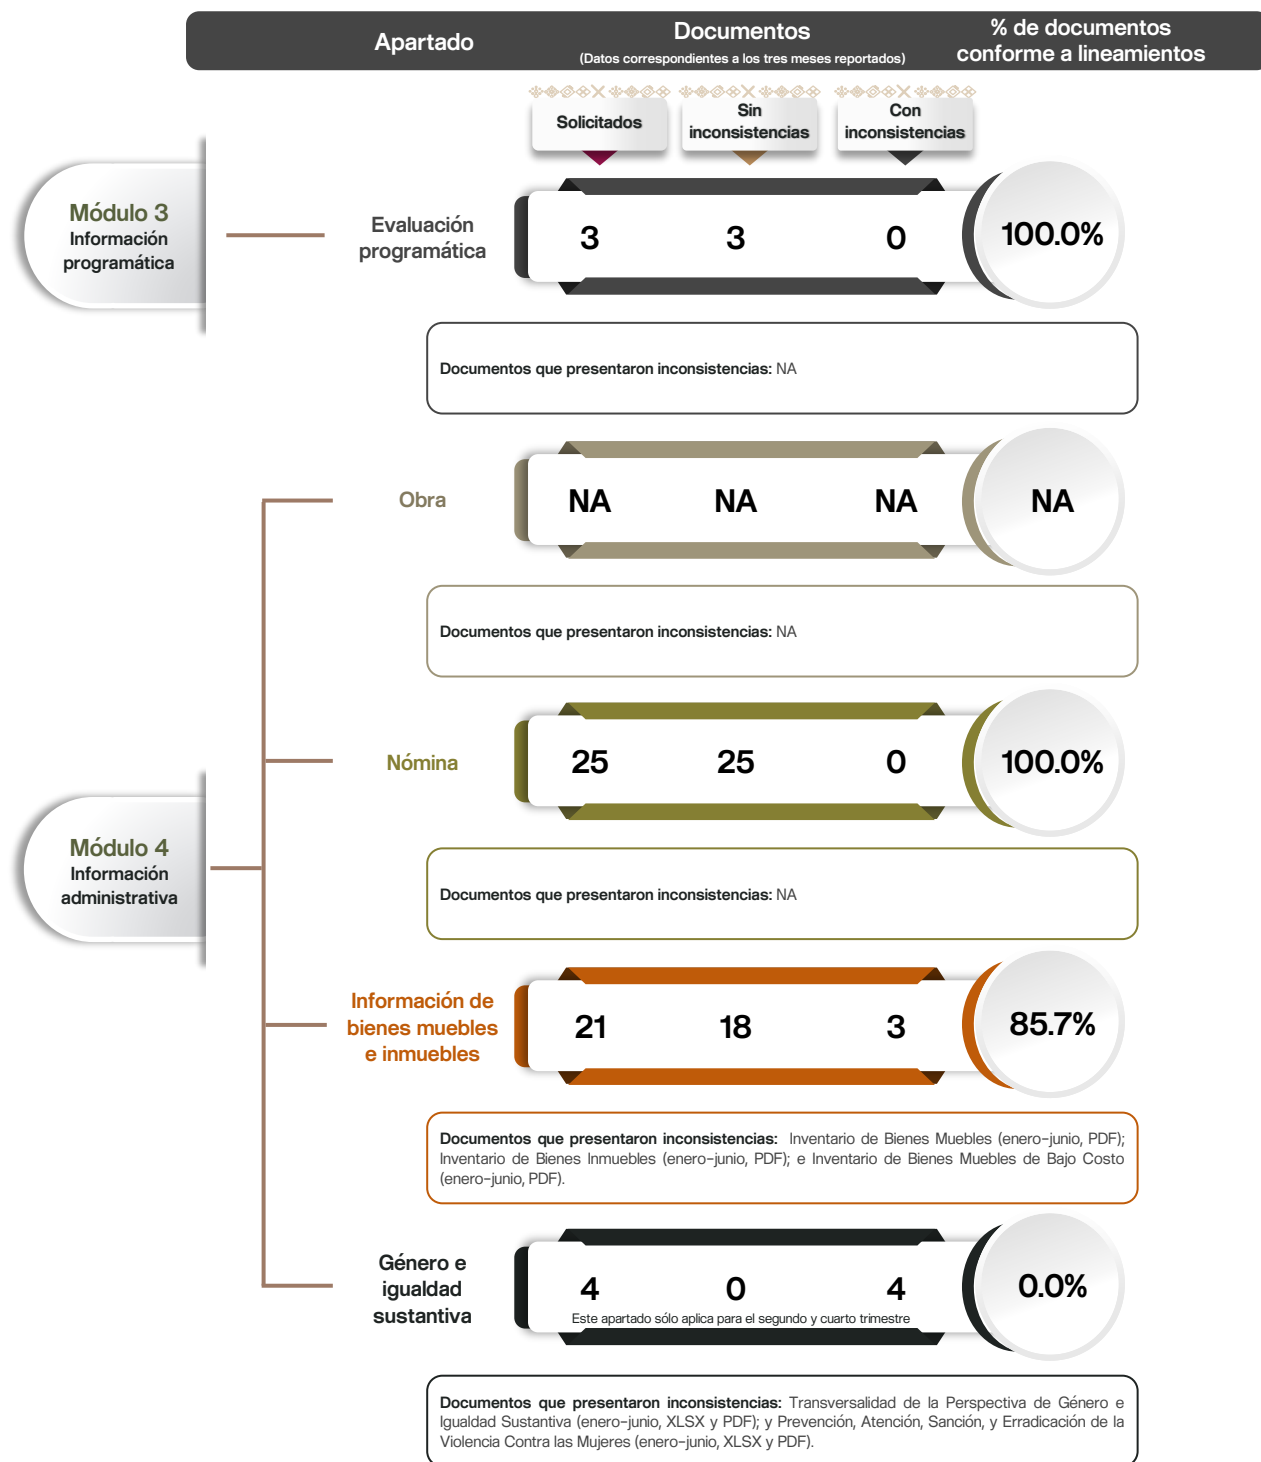 Apartado
Documentos
(Datos correspondientes a los tres meses reportados)
% de documentos
conforme a lineamientos
Solicitados
Sin
inconsistencias
Con
inconsistencias
Módulo 3
Información
programática
Evaluación
programática
3 3 0 100.0%
Documentos que presentaron inconsistencias: NA
Obra
NA NA NA NA
Documentos que presentaron inconsistencias: NA
Nómina
25 25 0 100.0%
Documentos que presentaron inconsistencias: NA
Módulo 4
Información
administrativa
Información de
bienes muebles
e inmuebles
21 18 3 85.7%
Documentos que presentaron inconsistencias: Inventario de Bienes Muebles (enero-junio, PDF);
Inventario de Bienes Inmuebles (enero-junio, PDF); e Inventario de Bienes Muebles de Bajo Costo
(enero-junio, PDF).
Género e
igualdad
sustantiva
4 0 4 0.0%
Este apartado sólo aplica para el segundo y cuarto trimestre
Documentos que presentaron inconsistencias: Transversalidad de la Perspectiva de Género e
Igualdad Sustantiva (enero-junio, XLSX y PDF); y Prevención, Atención, Sanción, y Erradicación de la
Violencia Contra las Mujeres (enero-junio, XLSX y PDF).